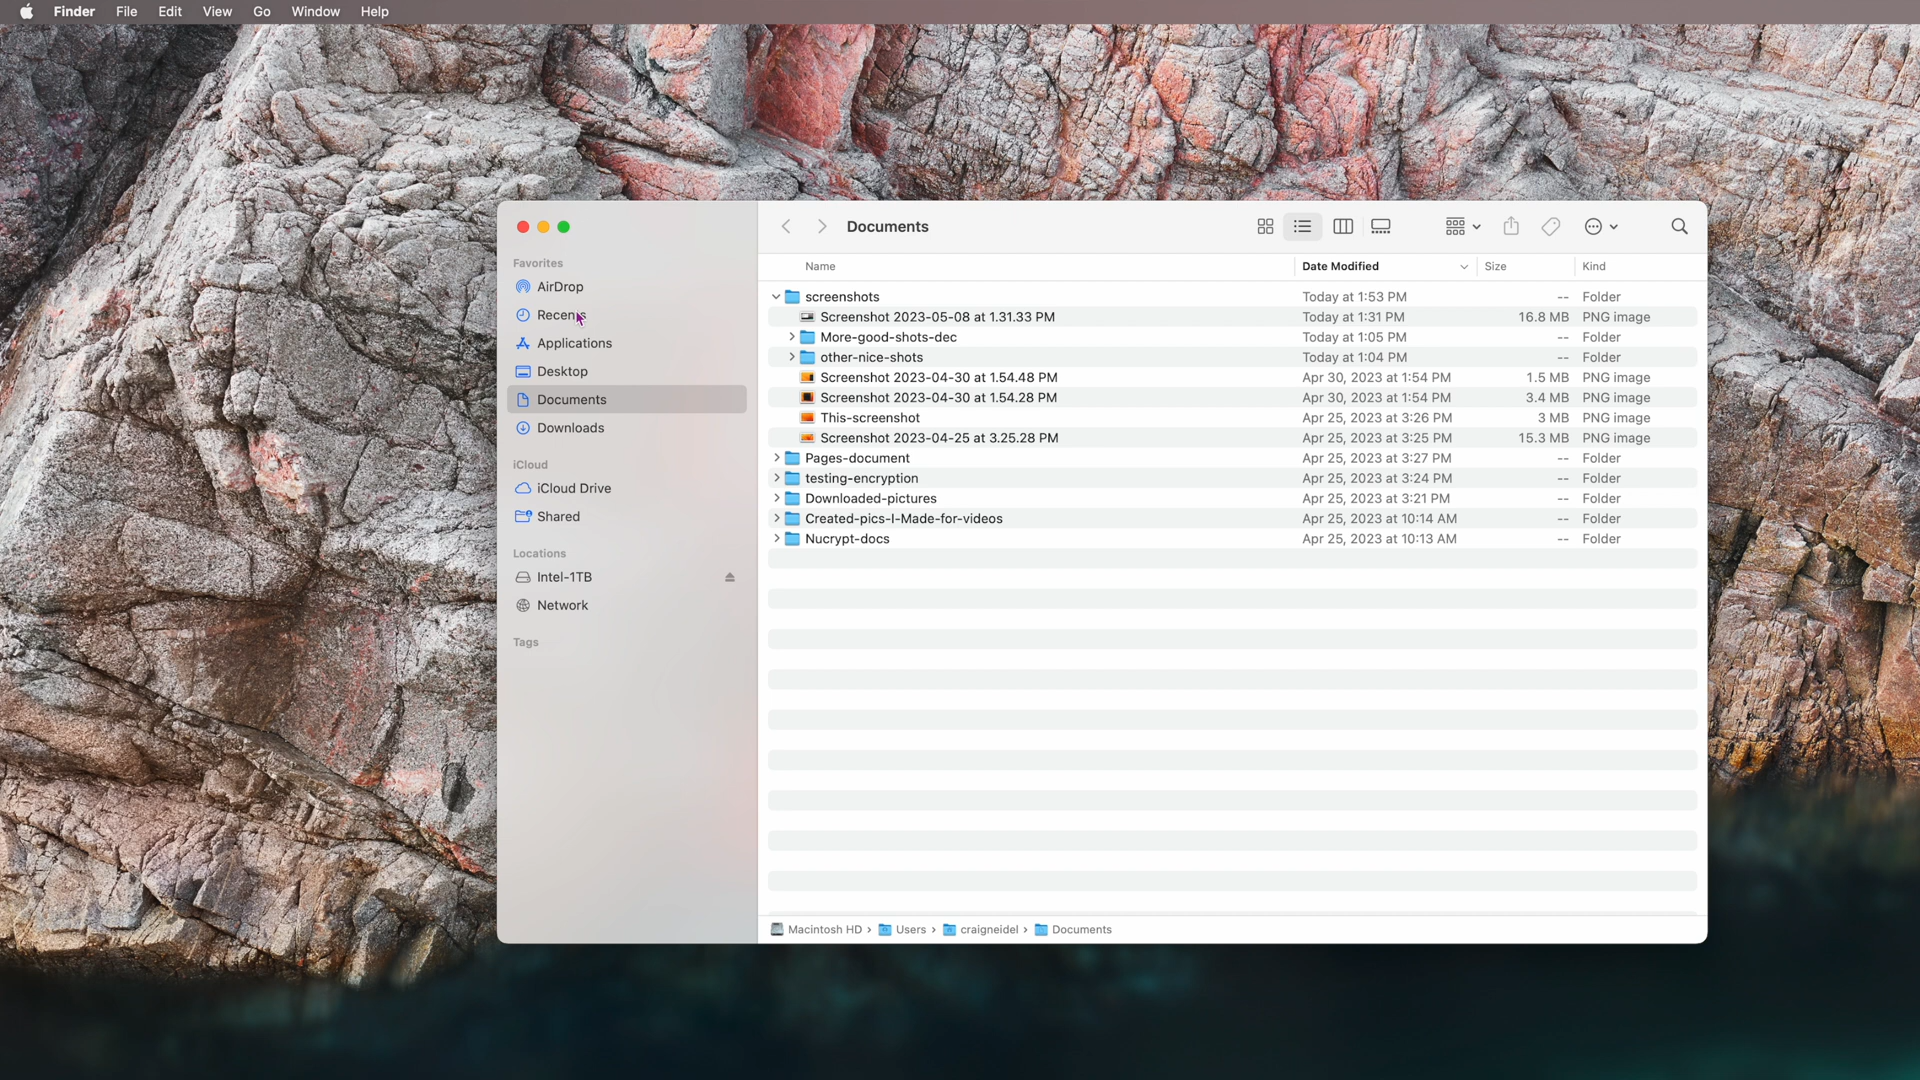 Finder File Edit View Go Window Help
Documents
Favorites
AirDrop
Recents
Applications
Desktop
Documents
Downloads
iCloud
iCloud Drive
Shared
Locations
Intel-1TB
Network
Tags
Name Date Modified Size Kind
screenshots Today at 1:53 PM -- Folder
Screenshot 2023-05-08 at 1.31.33 PM Today at 1:31 PM 16.8 MB PNG image
More-good-shots-dec Today at 1:05 PM -- Folder
other-nice-shots Today at 1:04 PM -- Folder
Screenshot 2023-04-30 at 1.54.48 PM Apr 30, 2023 at 1:54 PM 1.5 MB PNG image
Screenshot 2023-04-30 at 1.54.28 PM Apr 30, 2023 at 1:54 PM 3.4 MB PNG image
This-screenshot Apr 25, 2023 at 3:26 PM 3 MB PNG image
Screenshot 2023-04-25 at 3.25.28 PM Apr 25, 2023 at 3:25 PM 15.3 MB PNG image
Pages-document Apr 25, 2023 at 3:27 PM -- Folder
testing-encryption Apr 25, 2023 at 3:24 PM -- Folder
Downloaded-pictures Apr 25, 2023 at 3:21 PM -- Folder
Created-pics-I-Made-for-videos Apr 25, 2023 at 10:14 AM -- Folder
Nucrypt-docs Apr 25, 2023 at 10:13 AM -- Folder
Macintosh HD › Users › craigneidel › Documents